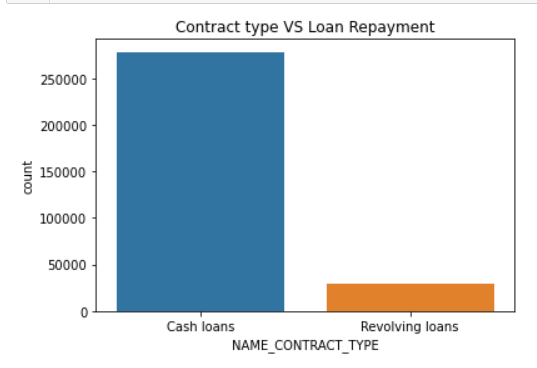 Contract type VS Loan Repayment
250000
200000
150000
100000
50000
0
count
Cash loans Revolving loans
NAME_CONTRACT_TYPE